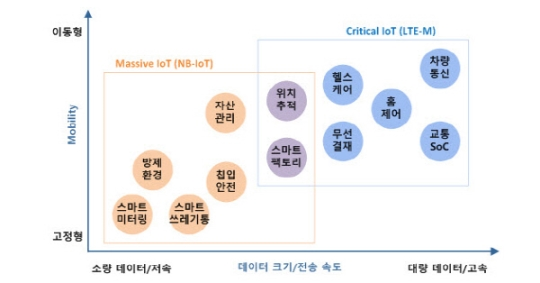 이동형
Critical IoT (LTE-M)
Massive IoT (NB-IoT)
차량
통신
헬스
케어
위치
추적
홈
제어
자산
관리
Mobility
무선
결재
교통
SoC
스마트
팩토리
방제
환경
침입
안전
스마트
미터링
스마트
쓰레기통
고정형
소량 데이터/저속
데이터 크기/전송 속도
대량 데이터/고속